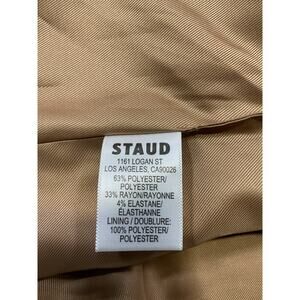 STAUD
1161 LOGAN ST
LOS ANGELES, CA90026
63% POLYESTER/
POLYESTER
33% RAYON/RAYONNE
4% ELASTANE/
ÉLASTHANNE
LINING / DOUBLURE:
100% POLYESTER/
POLYESTER